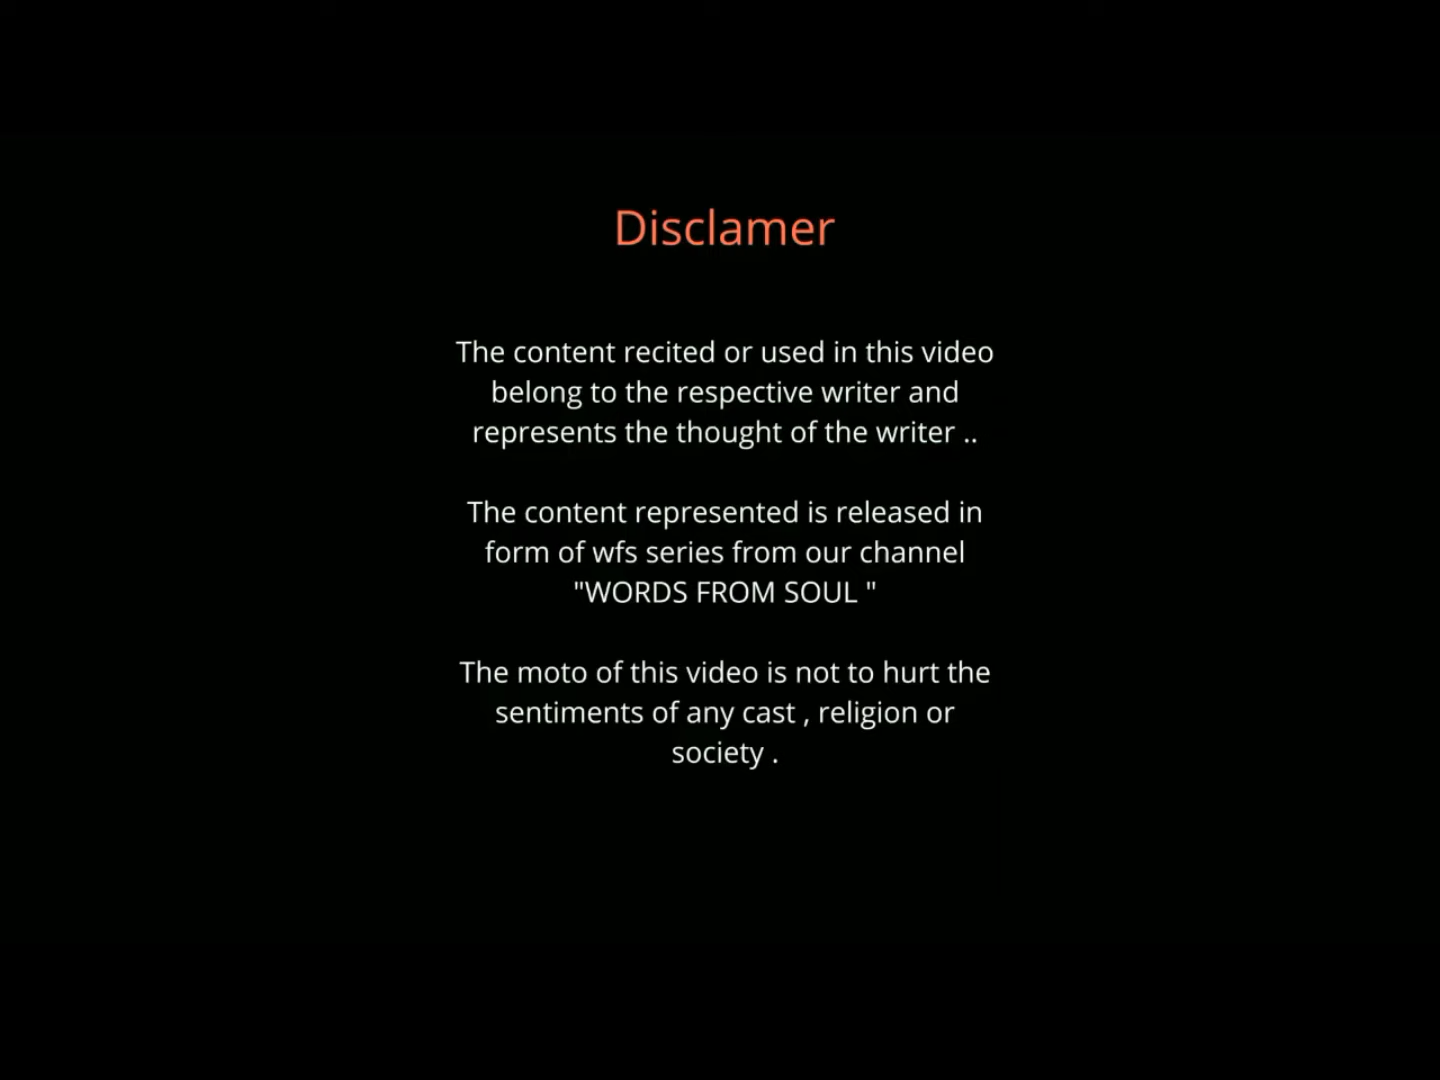 Disclamer
The content recited or used in this video
belong to the respective writer and
represents the thought of the writer ..
The content represented is released in
form of wfs series from our channel
"WORDS FROM SOUL "
The moto of this video is not to hurt the
sentiments of any cast , religion or
society .